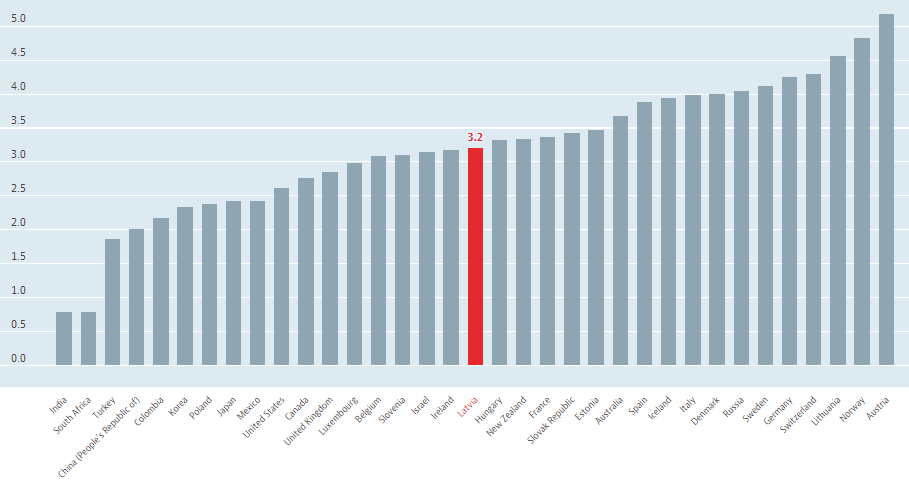 5.0
4.5
4.0
3.5
3.2
3.0
2.5
2.0
1.5
1.0
0.5
0.0
India
South Africa
Turkey
China (People's Republic of)
Colombia
Korea
Poland
Japan
Mexico
United States
Canada
United Kingdom
Luxembourg
Belgium
Slovenia
Israel
Ireland
Latvia
Hungary
New Zealand
France
Slovak Republic
Estonia
Australia
Spain
Iceland
Italy
Denmark
Russia
Sweden
Germany
Switzerland
Lithuania
Norway
Austria